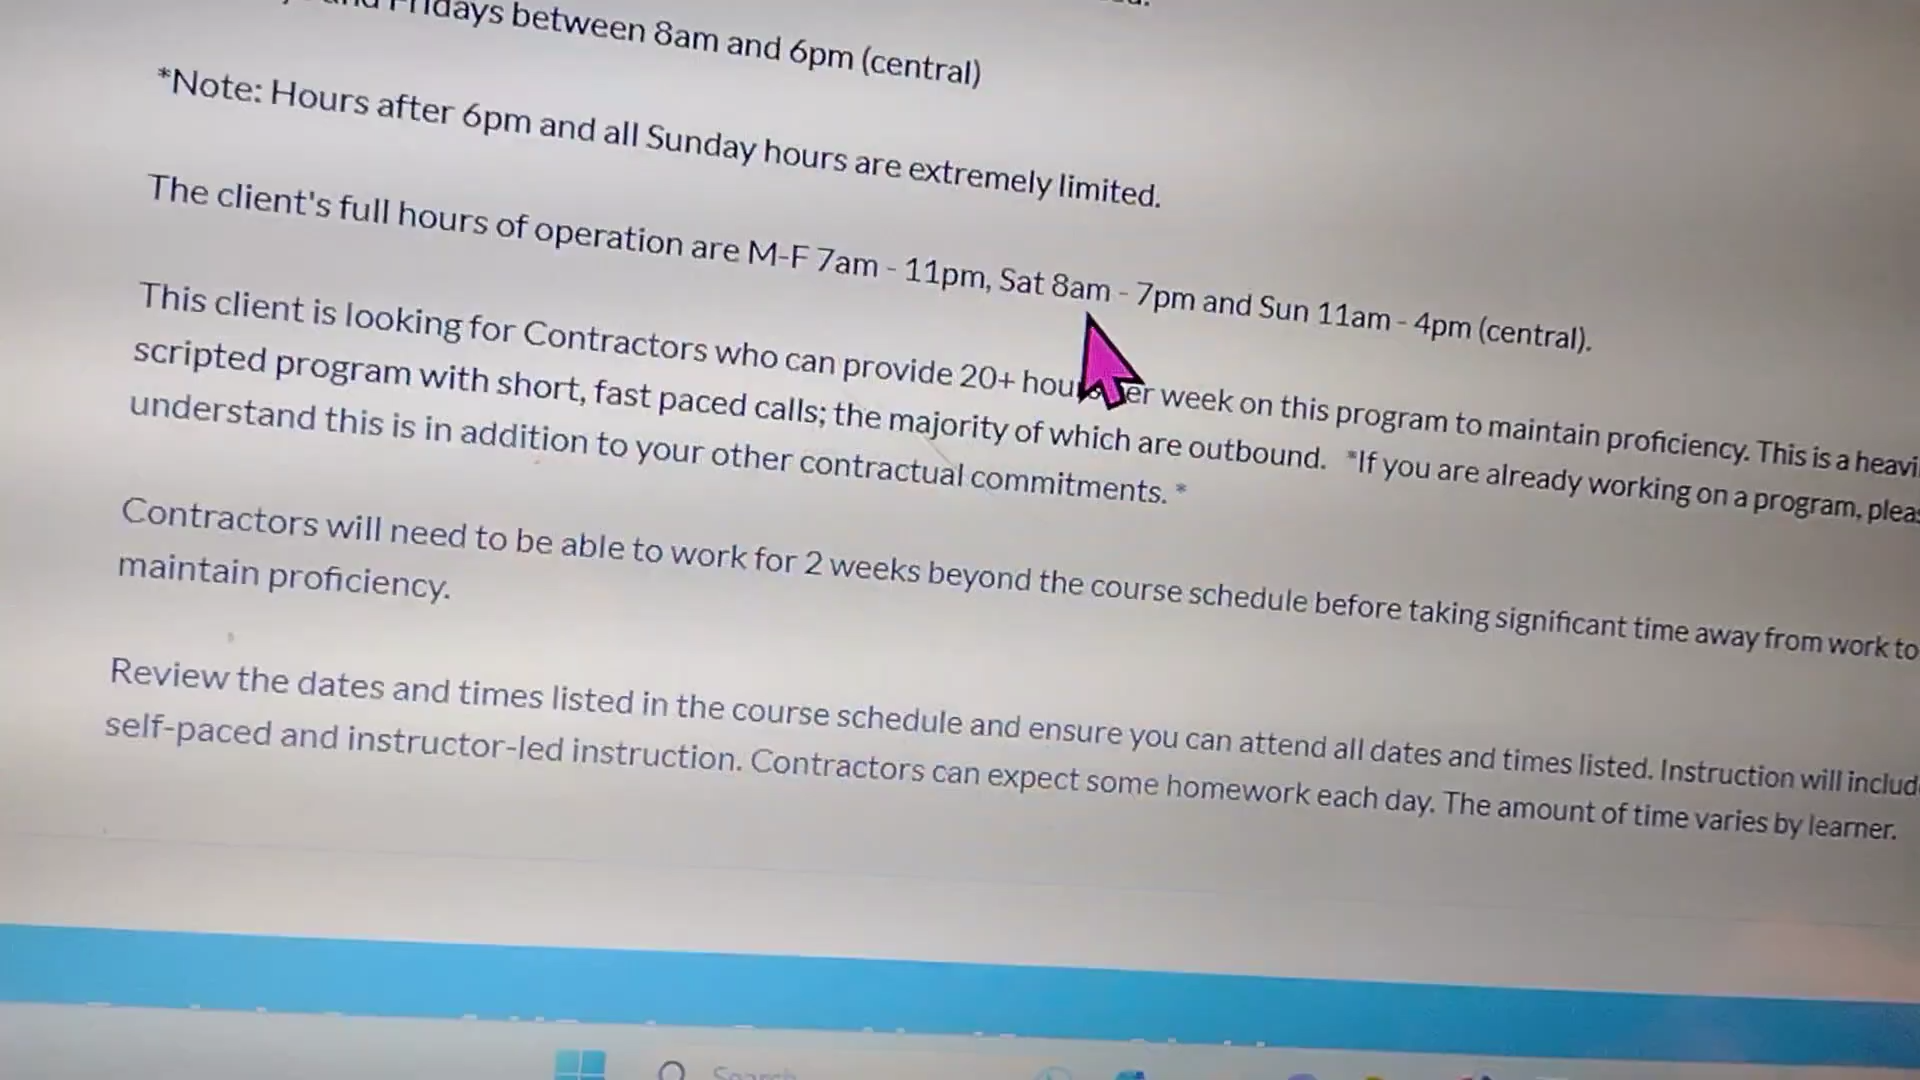 Fridays between 8am and 6pm (central)
*Note: Hours after 6pm and all Sunday hours are extremely limited.
The client's full hours of operation are M-F 7am - 11pm, Sat 8am - 7pm and Sun 11am - 4pm (central).
This client is looking for Contractors who can provide 20+ hou er week on this program to maintain proficiency. This is a heavi
scripted program with short, fast paced calls; the majority of which are outbound. *If you are already working on a program, pleas
understand this is in addition to your other contractual commitments. *
Contractors will need to be able to work for 2 weeks beyond the course schedule before taking significant time away from work to
maintain proficiency.
Review the dates and times listed in the course schedule and ensure you can attend all dates and times listed. Instruction will includ
self-paced and instructor-led instruction. Contractors can expect some homework each day. The amount of time varies by learner.
Search